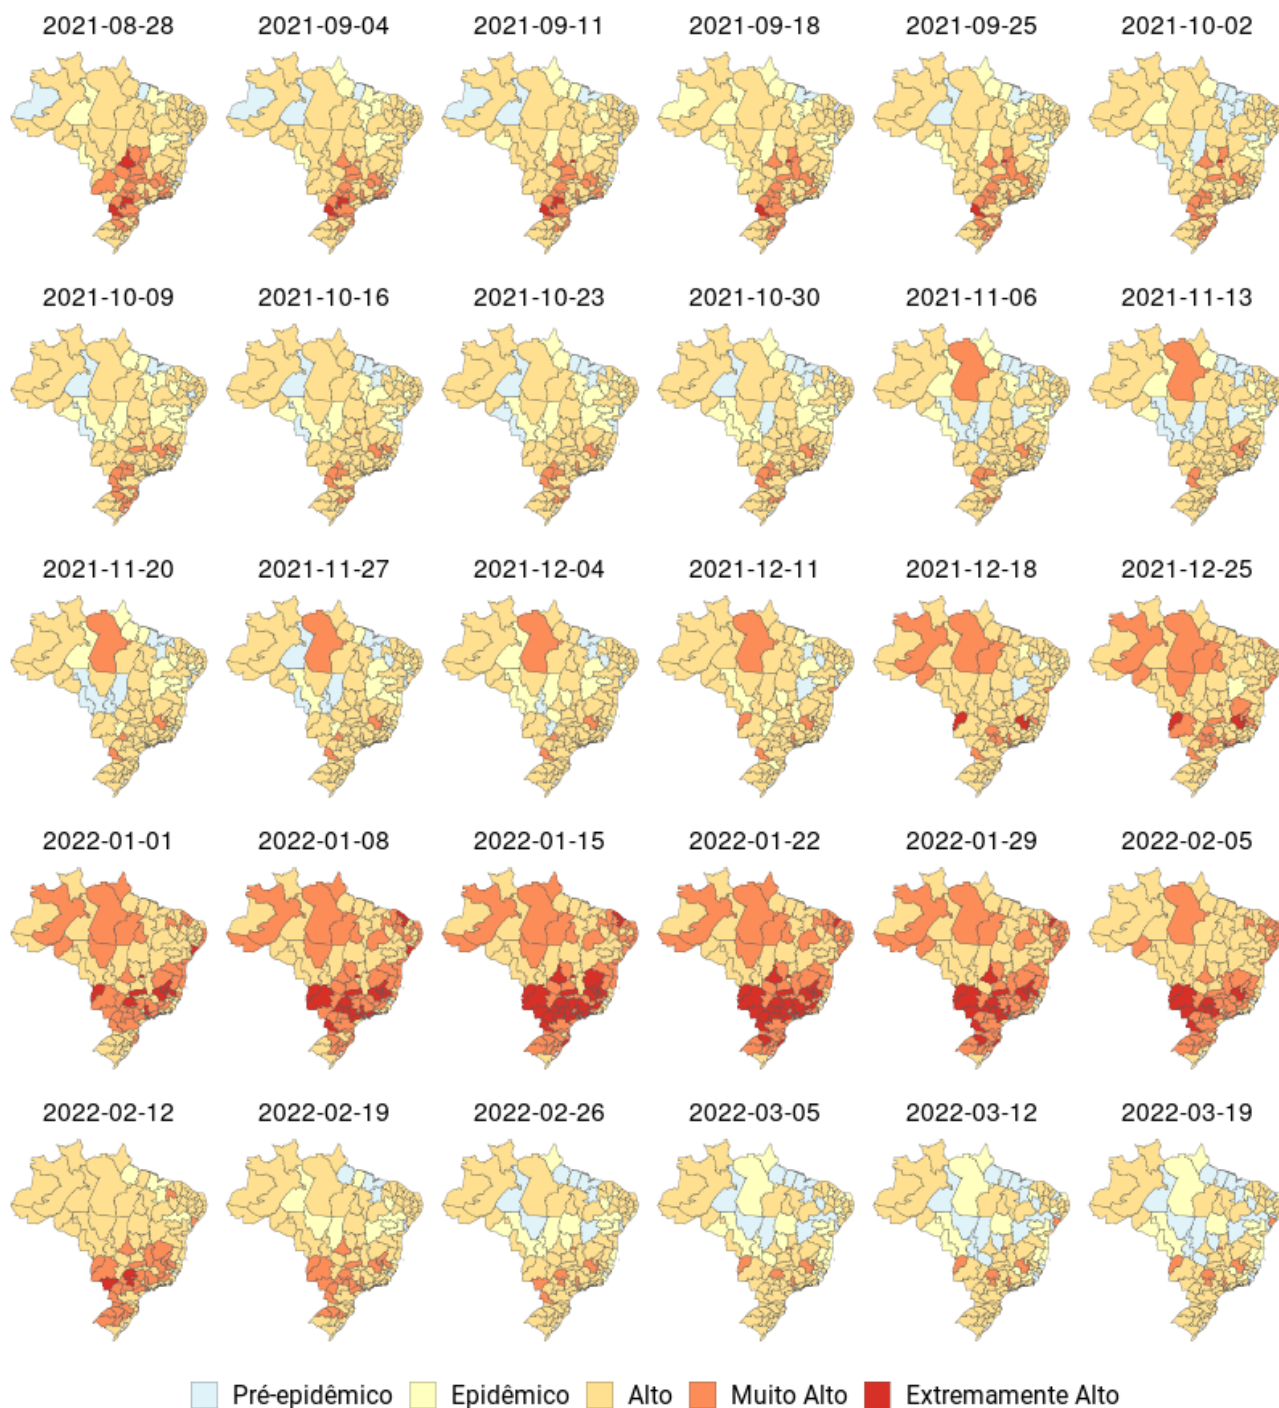 2021-08-28 2021-09-04 2021-09-11 2021-09-18 2021-09-25 2021-10-02
2021-10-09 2021-10-16 2021-10-23 2021-10-30 2021-11-06 2021-11-13
2021-11-20 2021-11-27 2021-12-04 2021-12-11 2021-12-18 2021-12-25
2022-01-01 2022-01-08 2022-01-15 2022-01-22 2022-01-29 2022-02-05
2022-02-12 2022-02-19 2022-02-26 2022-03-05 2022-03-12 2022-03-19
Pré-epidêmico Epidêmico Alto Muito Alto Extremamente Alto